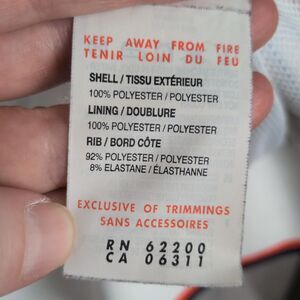 KEEP AWAY FROM FIRE
TENIR LOIN DU FEU
SHELL / TISSU EXTÉRIEUR
100% POLYESTER / POLYESTER
LINING / DOUBLURE
100% POLYESTER / POLYESTER
RIB / BORD CÔTE
92% POLYESTER / POLYESTER
8% ELASTANE / ÉLASTHANNE
EXCLUSIVE OF TRIMMINGS
SANS ACCESSOIRES
RN 62200
CA 06311